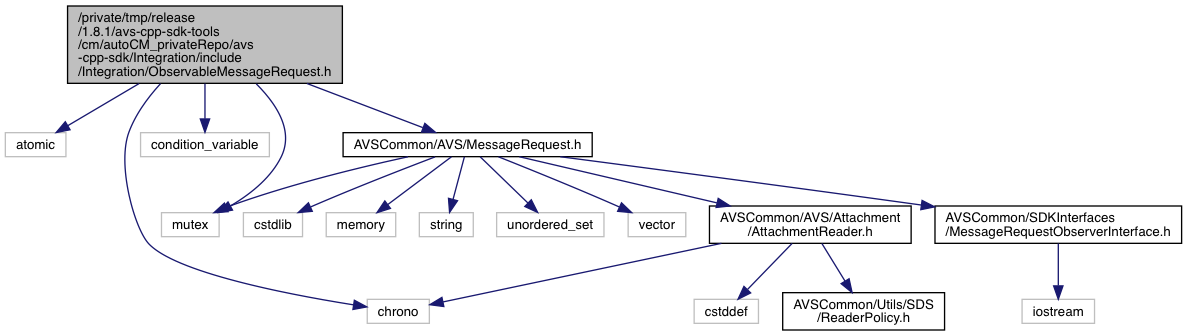 /private/tmp/release
/1.8.1/avs-cpp-sdk-tools
/cm/autoCM_privateRepo/avs
-cpp-sdk/Integration/include
/Integration/ObservableMessageRequest.h
atomic
condition_variable
AVSCommon/AVS/MessageRequest.h
mutex
cstdlib
memory
string
unordered_set
vector
AVSCommon/AVS/Attachment
/AttachmentReader.h
AVSCommon/SDKInterfaces
/MessageRequestObserverInterface.h
chrono
cstddef
AVSCommon/Utils/SDS
/ReaderPolicy.h
iostream